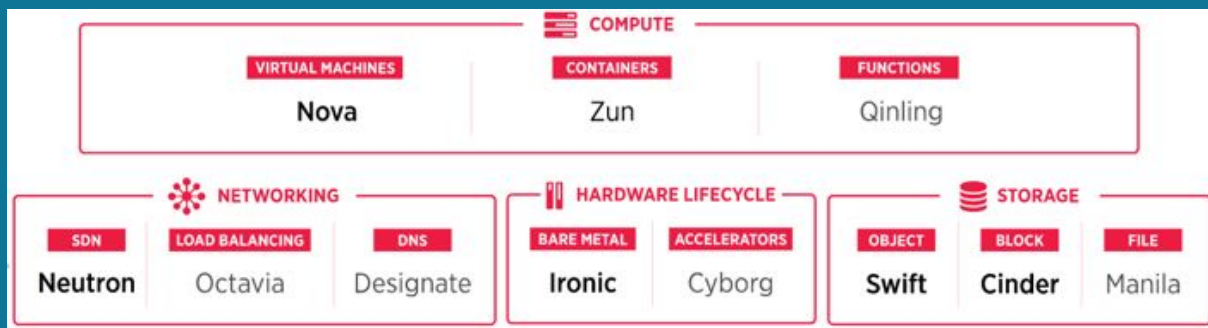 COMPUTE
VIRTUAL MACHINES CONTAINERS FUNCTIONS
Nova Zun Qinling
NETWORKING HARDWARE LIFECYCLE STORAGE
SDN LOAD BALANCING DNS BARE METAL ACCELERATORS OBJECT BLOCK FILE
Neutron Octavia Designate Ironic Cyborg Swift Cinder Manila